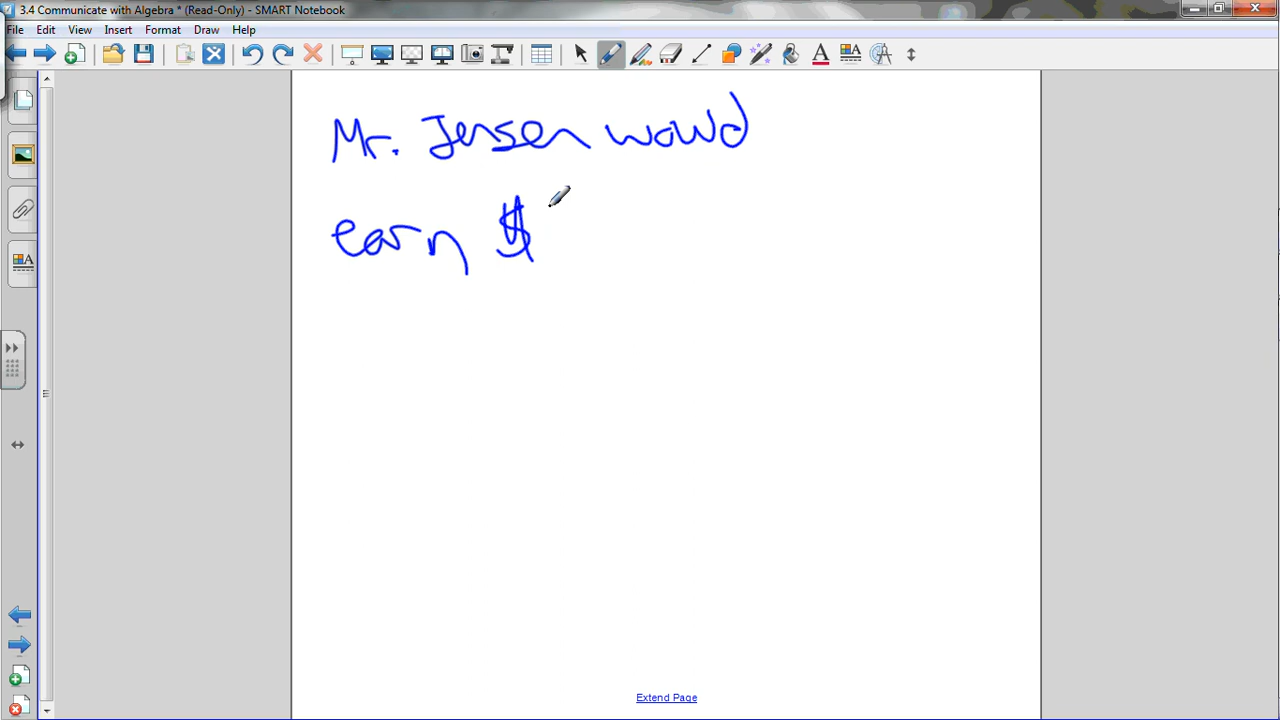 3.4 Communicate with Algebra * (Read-Only) - SMART Notebook
File Edit View Insert Format Draw Help
Mr. Jensen would
earn $
Extend Page